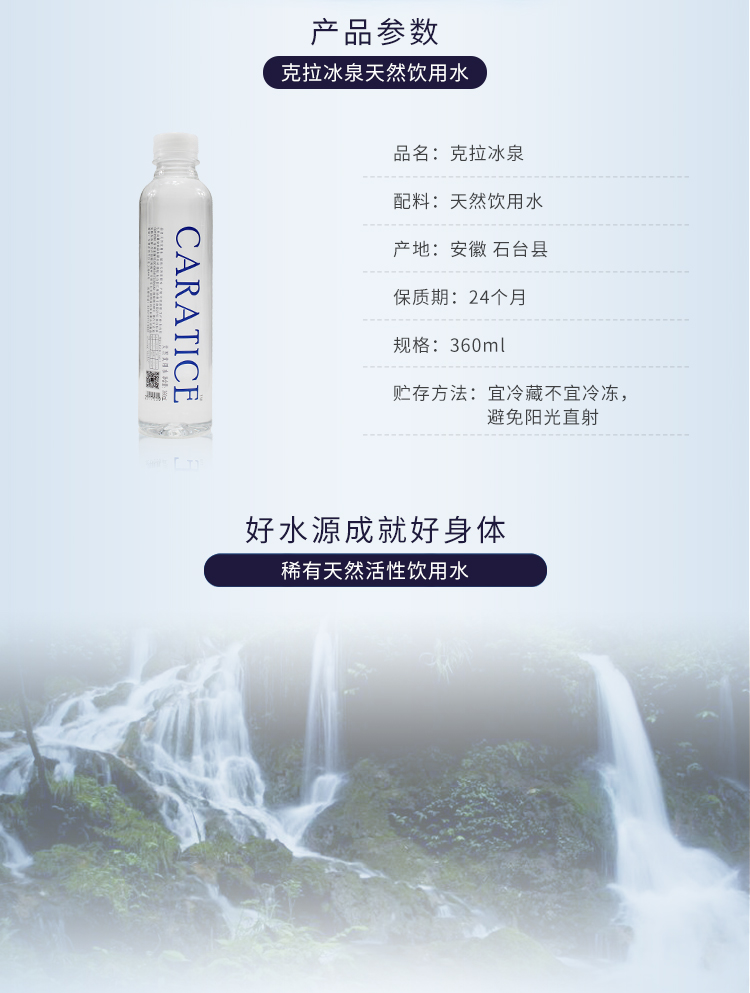 产品参数
克拉冰泉天然饮用水
品名：克拉冰泉
配料：天然饮用水
产地：安徽 石台县
保质期：24个月
规格：360ml
贮存方法：宜冷藏不宜冷冻，
避免阳光直射
CARATICE
好水源成就好身体
稀有天然活性饮用水